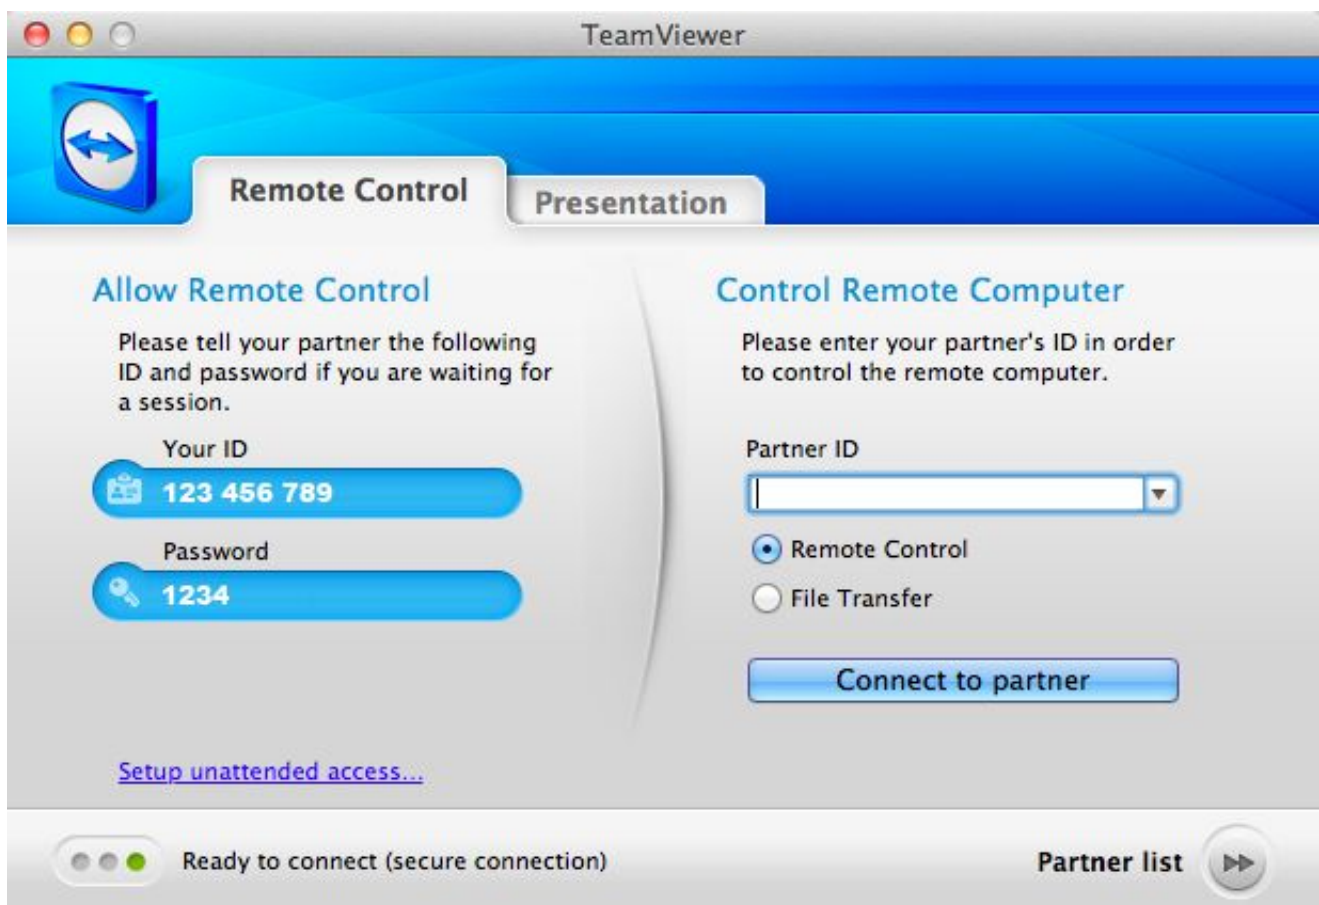 TeamViewer
Remote Control
Presentation
Allow Remote Control
Please tell your partner the following
ID and password if you are waiting for
a session.
Your ID
123 456 789
Password
1234
Setup unattended access...
Control Remote Computer
Please enter your partner's ID in order
to control the remote computer.
Partner ID
Remote Control
File Transfer
Connect to partner
Ready to connect (secure connection)
Partner list